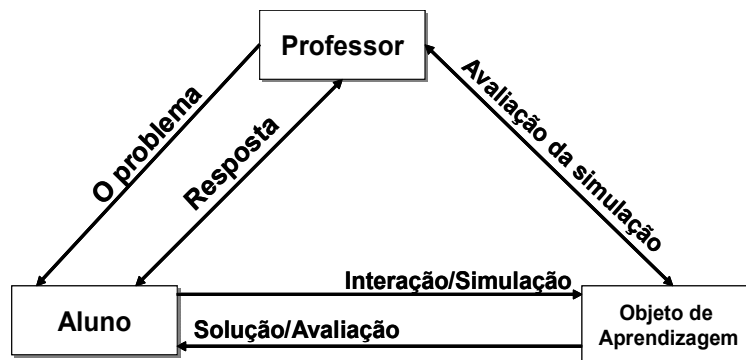 Professor
O problema
Resposta
Avaliação da simulação
Interação/Simulação
Aluno
Solução/Avaliação
Objeto de
Aprendizagem